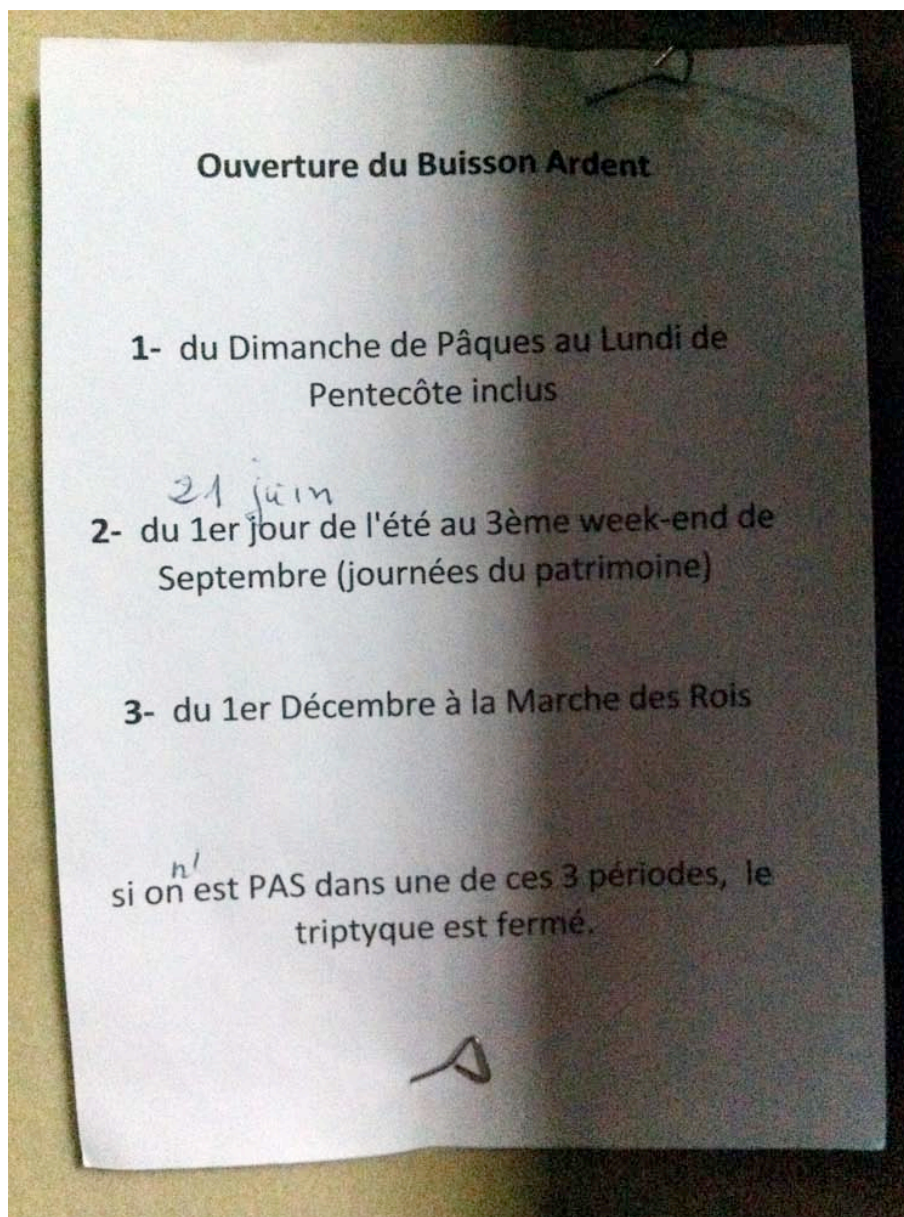 Ouverture du Buisson Ardent
1- du Dimanche de Pâques au Lundi de
Pentecôte inclus
21 juin
2- du 1er jour de l'été au 3ème week-end de
Septembre (journées du patrimoine)
3- du 1er Décembre à la Marche des Rois
n'
si on est PAS dans une de ces 3 périodes, le
triptyque est fermé.